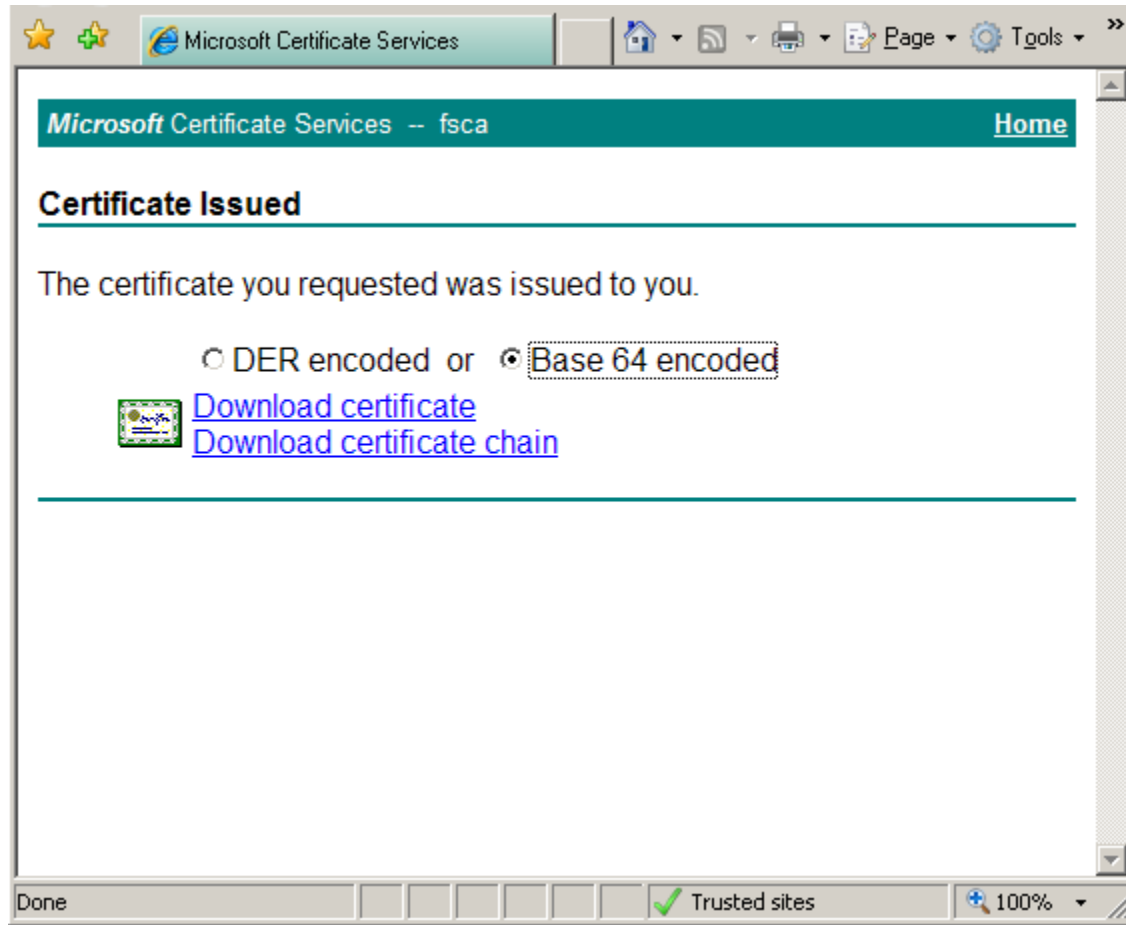 Microsoft Certificate Services Page Tools »
Microsoft Certificate Services -- fsca Home
Certificate Issued
The certificate you requested was issued to you.
DER encoded or Base 64 encoded
Download certificate
Download certificate chain
Done Trusted sites 100%